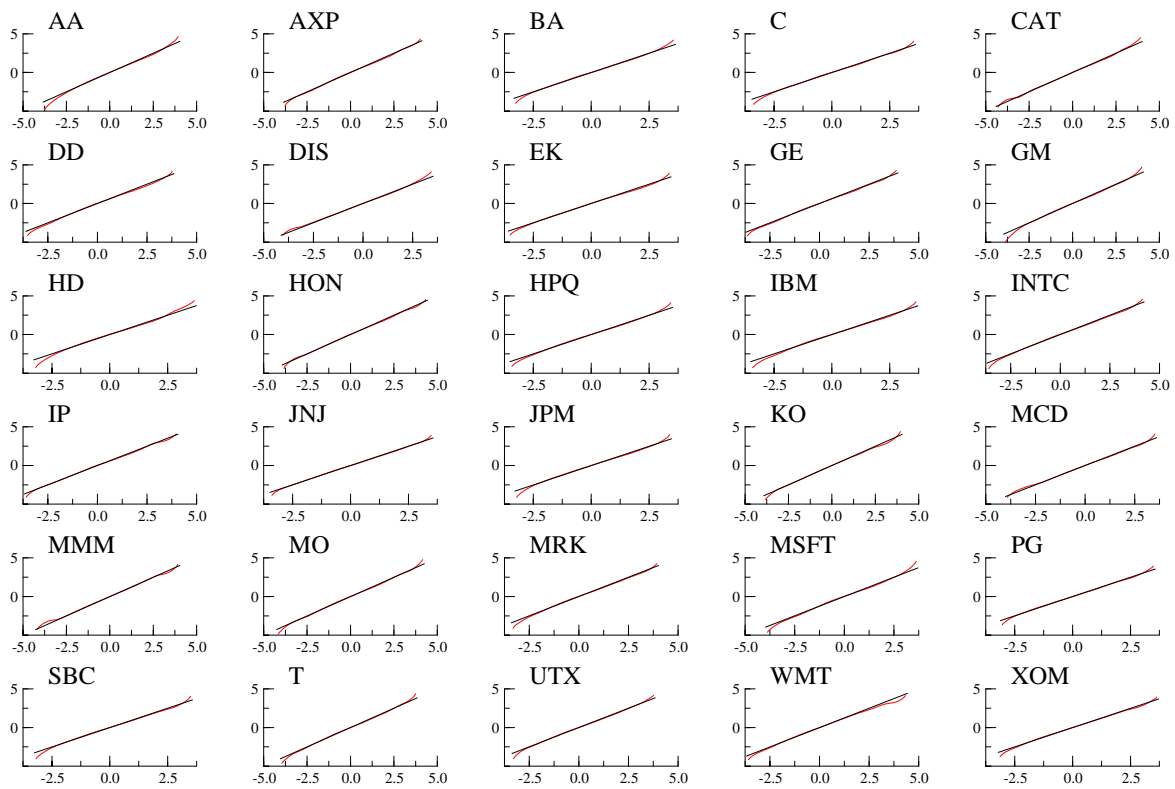 AA AXP BA C CAT
5 5 5 5 5
0 0 0 0 0
-5.0 -2.5 0.0 2.5 5.0 -5.0 -2.5 0.0 2.5 5.0 -2.5 0.0 2.5 -2.5 0.0 2.5 -5.0 -2.5 0.0 2.5 5.0
DD DIS EK GE GM
5 5 5 5 5
0 0 0 0 0
-2.5 0.0 2.5 5.0 -5.0 -2.5 0.0 2.5 5.0 -2.5 0.0 2.5 -2.5 0.0 2.5 5.0 -5.0 -2.5 0.0 2.5 5.0
HD HON HPQ IBM INTC
5 5 5 5 5
0 0 0 0 0
-2.5 0.0 2.5 -5.0 -2.5 0.0 2.5 5.0 -2.5 0.0 2.5 -2.5 0.0 2.5 -2.5 0.0 2.5 5.0
IP JNJ JPM KO MCD
5 5 5 5 5
0 0 0 0 0
-2.5 0.0 2.5 5.0 -2.5 0.0 2.5 -2.5 0.0 2.5 -5.0 -2.5 0.0 2.5 5.0 -5.0 -2.5 0.0 2.5
MMM MO MRK MSFT PG
5 5 5 5 5
0 0 0 0 0
-5.0 -2.5 0.0 2.5 5.0 -5.0 -2.5 0.0 2.5 5.0 -2.5 0.0 2.5 5.0 -5.0 -2.5 0.0 2.5 5.0 -2.5 0.0 2.5
SBC T UTX WMT XOM
5 5 5 5 5
0 0 0 0 0
-2.5 0.0 2.5 -5.0 -2.5 0.0 2.5 5.0 -2.5 0.0 2.5 5.0 -2.5 0.0 2.5 5.0 -2.5 0.0 2.5